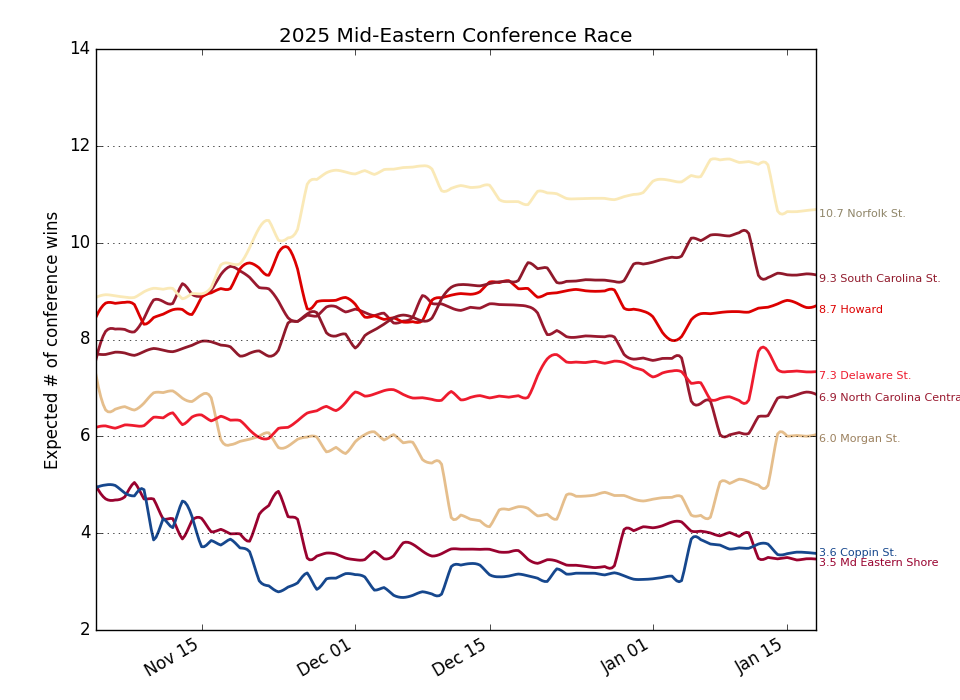 2025 Mid-Eastern Conference Race
Expected # of conference wins
14
12
10
8
6
4
2
Nov 15
Dec 01
Dec 15
Jan 01
Jan 15
10.7 Norfolk St.
9.3 South Carolina St.
8.7 Howard
7.3 Delaware St.
6.9 North Carolina Centra
6.0 Morgan St.
3.6 Coppin St.
3.5 Md Eastern Shore